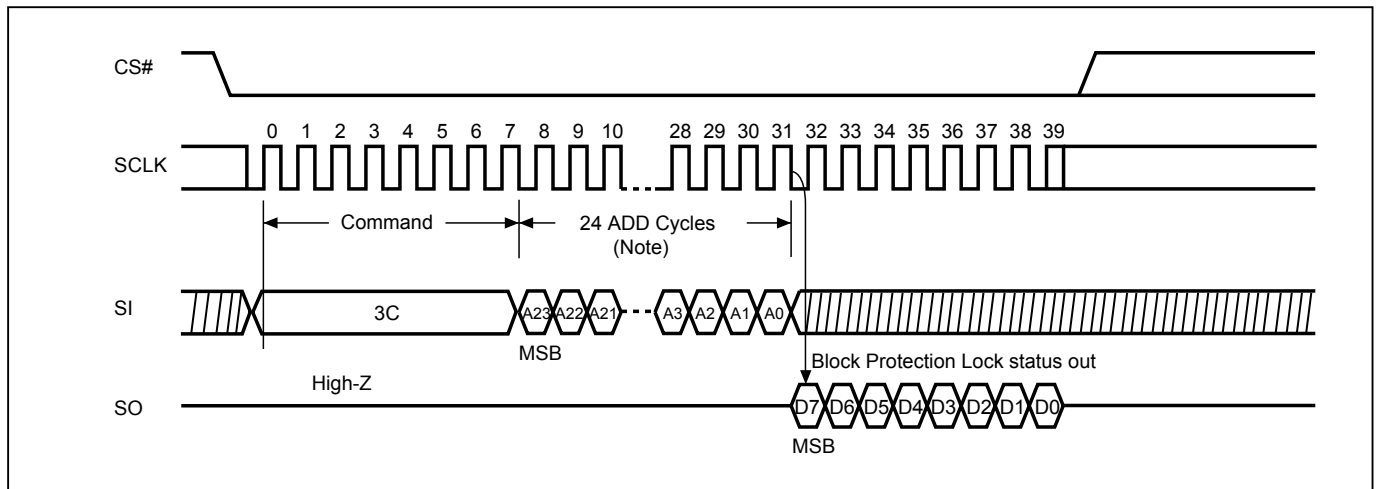 CS#
0 1 2 3 4 5 6 7 8 9 10 28 29 30 31 32 33 34 35 36 37 38 39
SCLK
Command 24 ADD Cycles
(Note)
SI 3C A23 A22 A21 A3 A2 A1 A0
MSB
Block Protection Lock status out
High-Z
SO D7 D6 D5 D4 D3 D2 D1 D0
MSB